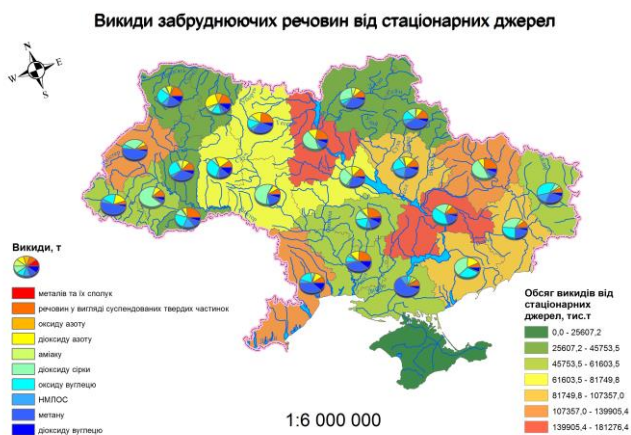 Викиди забруднюючих речовин від стаціонарних джерел
N
W
E
S
Викиди, т
металів та їх сполук
речовин у вигляді суспендованих твердих частинок
оксиду азоту
діоксиду азоту
аміаку
діоксиду сірки
оксиду вуглецю
НМЛОС
метану
діоксиду вуглецю
1:6 000 000
Обсяг викидів від
стаціонарних
джерел, тис.т
0,0 - 25607,2
25607,2 - 45753,5
45753,5 - 61603,5
61603,5 - 81749,8
81749,8 - 107357,0
107357,0 - 139905,4
139905,4 - 181276,4